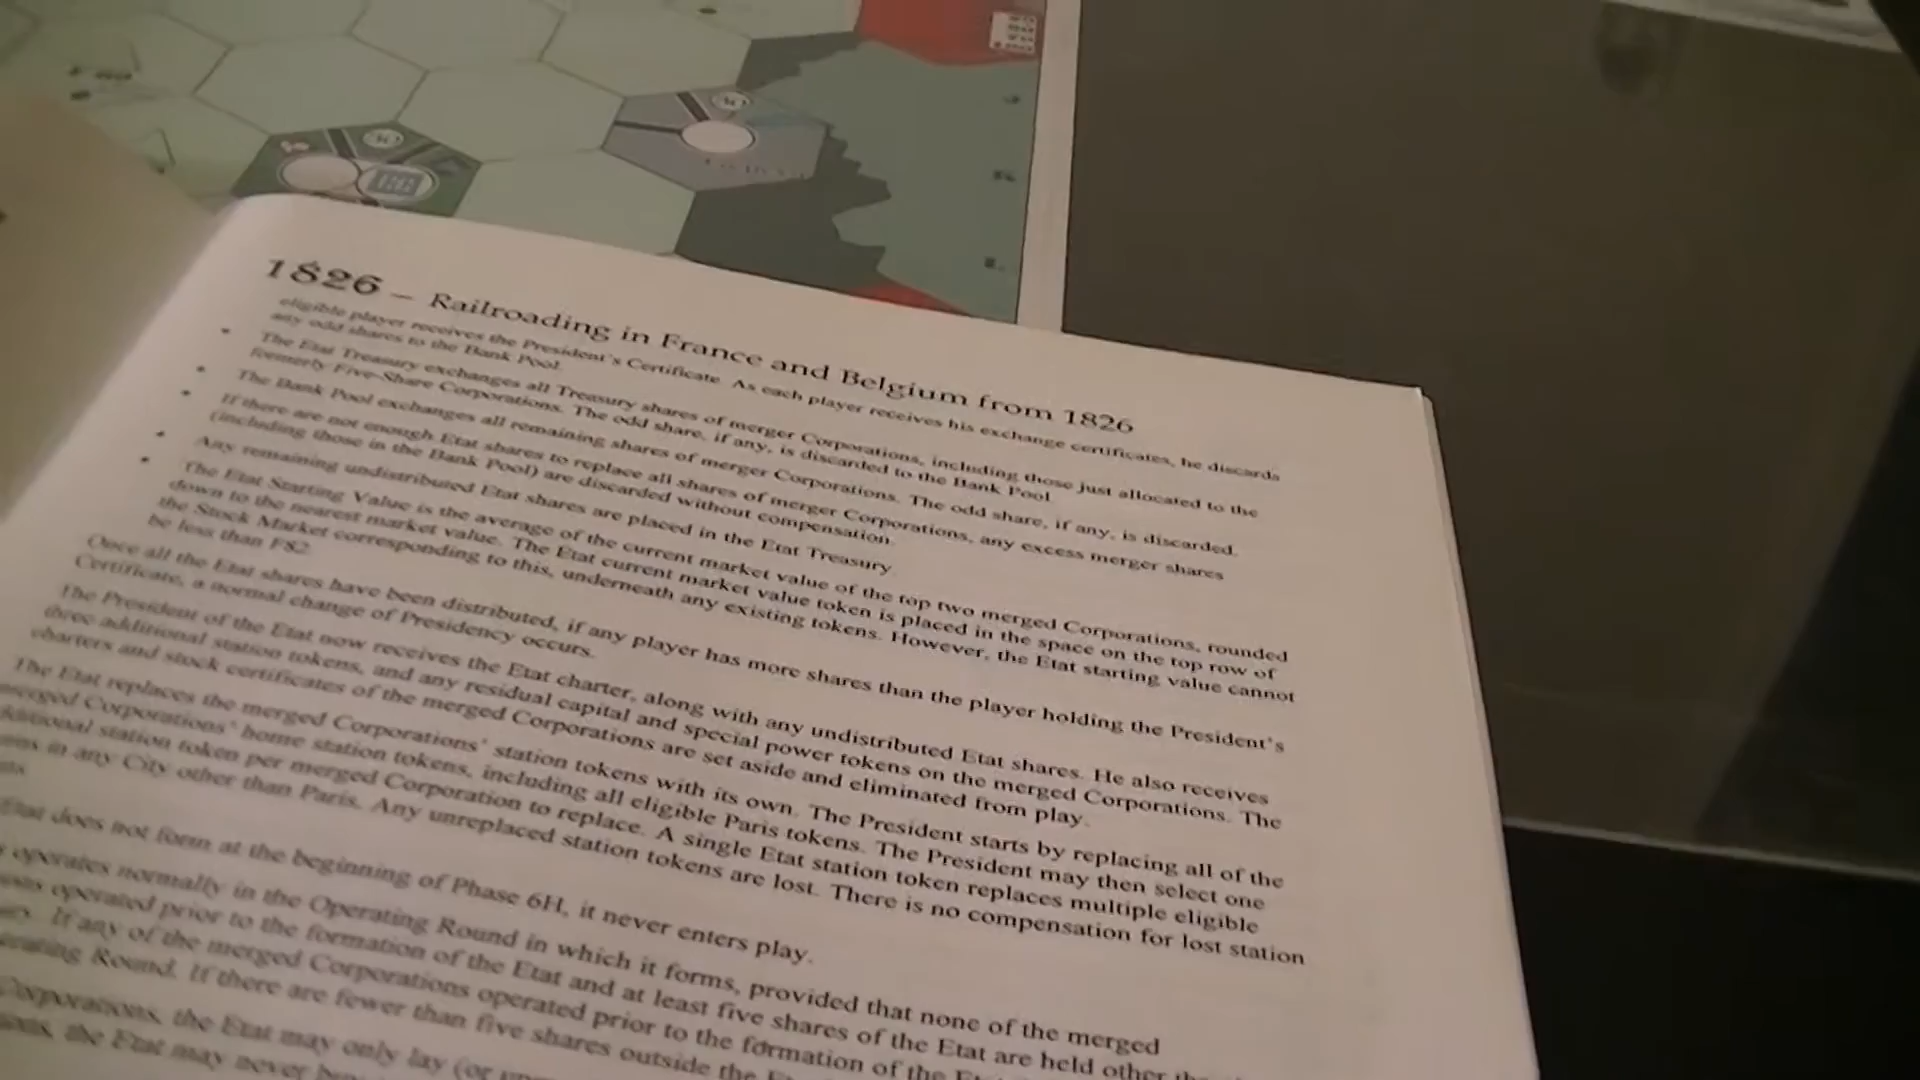 1826 – Railroading in France and Belgium from 1826
eligible player receives the President's Certificate. As each player receives his exchange certificates, he discards
any odd shares to the Bank Pool.
The Etat Treasury exchanges all Treasury shares of merger Corporations, including those just allocated to the
formerly Five-Share Corporations. The odd share, if any, is discarded to the Bank Pool
The Bank Pool exchanges all remaining shares of merger Corporations. The odd share, if any, is discarded.
If there are not enough Etat shares to replace all shares of merger Corporations, any excess merger shares
(including those in the Bank Pool) are discarded without compensation.
Any remaining undistributed Etat shares are placed in the Etat Treasury.
The Etat Starting Value is the average of the current market value of the top two merged Corporations, rounded
down to the nearest market value. The Etat current market value token is placed in the space on the top row of
the Stock Market corresponding to this, underneath any existing tokens. However, the Etat starting value cannot
be less than F82.
Once all the Etat shares have been distributed, if any player has more shares than the player holding the President's
Certificate, a normal change of Presidency occurs.
The President of the Etat now receives the Etat charter, along with any undistributed Etat shares. He also receives
three additional station tokens, and any residual capital and special power tokens on the merged Corporations. The
charters and stock certificates of the merged Corporations are set aside and eliminated from play.
The Etat replaces the merged Corporations' station tokens with its own. The President starts by replacing all of the
merged Corporations' home station tokens, including all eligible Paris tokens. The President may then select one
additional station token per merged Corporation to replace. A single Etat station token replaces multiple eligible
in any City other than Paris. Any unreplaced station tokens are lost. There is no compensation for lost station
Etat does not form at the beginning of Phase 6H, it never enters play.
operates normally in the Operating Round in which it forms, provided that none of the merged
operated prior to the formation of the Etat and at least five shares of the Etat are held other
If any of the merged Corporations operated prior to the formation of the
Round. If there are fewer than five shares outside the
Corporations, the Etat may only lay (or
the Etat may never